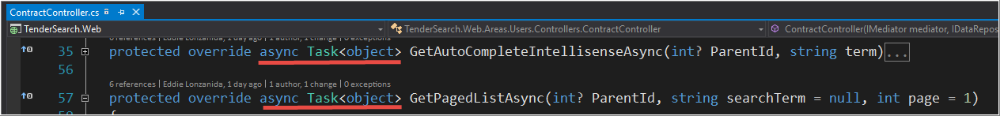 ContractController.cs
TenderSearch.Web TenderSearch.Web.Areas.Users.Controllers.ContractController ContractController(IMediator mediator, IDataRepos
0 references | Eddie Lonzanida, 1 day ago | 1 author, 1 change | 0 exceptions
35 protected override async Task<object> GetAutoCompleteIntellisenseAsync(int? ParentId, string term)...
56
6 references | Eddie Lonzanida, 1 day ago | 1 author, 1 change | 0 exceptions
57 protected override async Task<object> GetPagedListAsync(int? ParentId, string searchTerm = null, int page = 1)